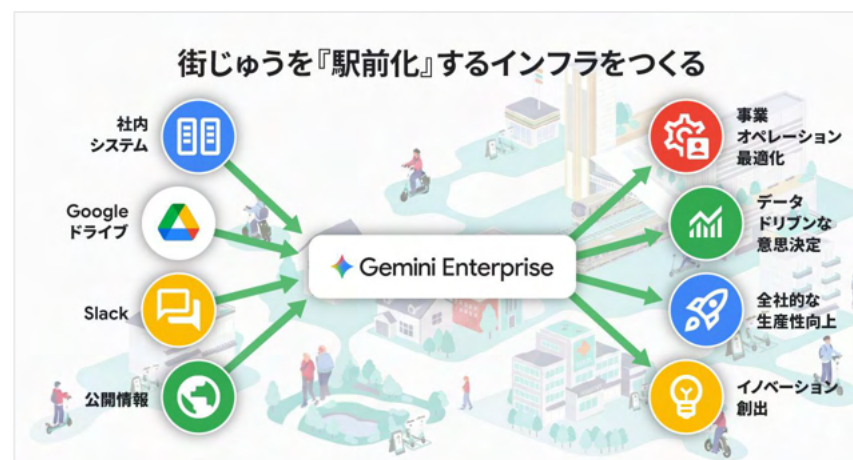 街じゅうを『駅前化』するインフラをつくる
社内
システム
Google
ドライブ
Slack
公開情報
Gemini Enterprise
事業
オペレーション
最適化
データ
ドリブンな
意思決定
全社的な
生産性向上
イノベーション
創出